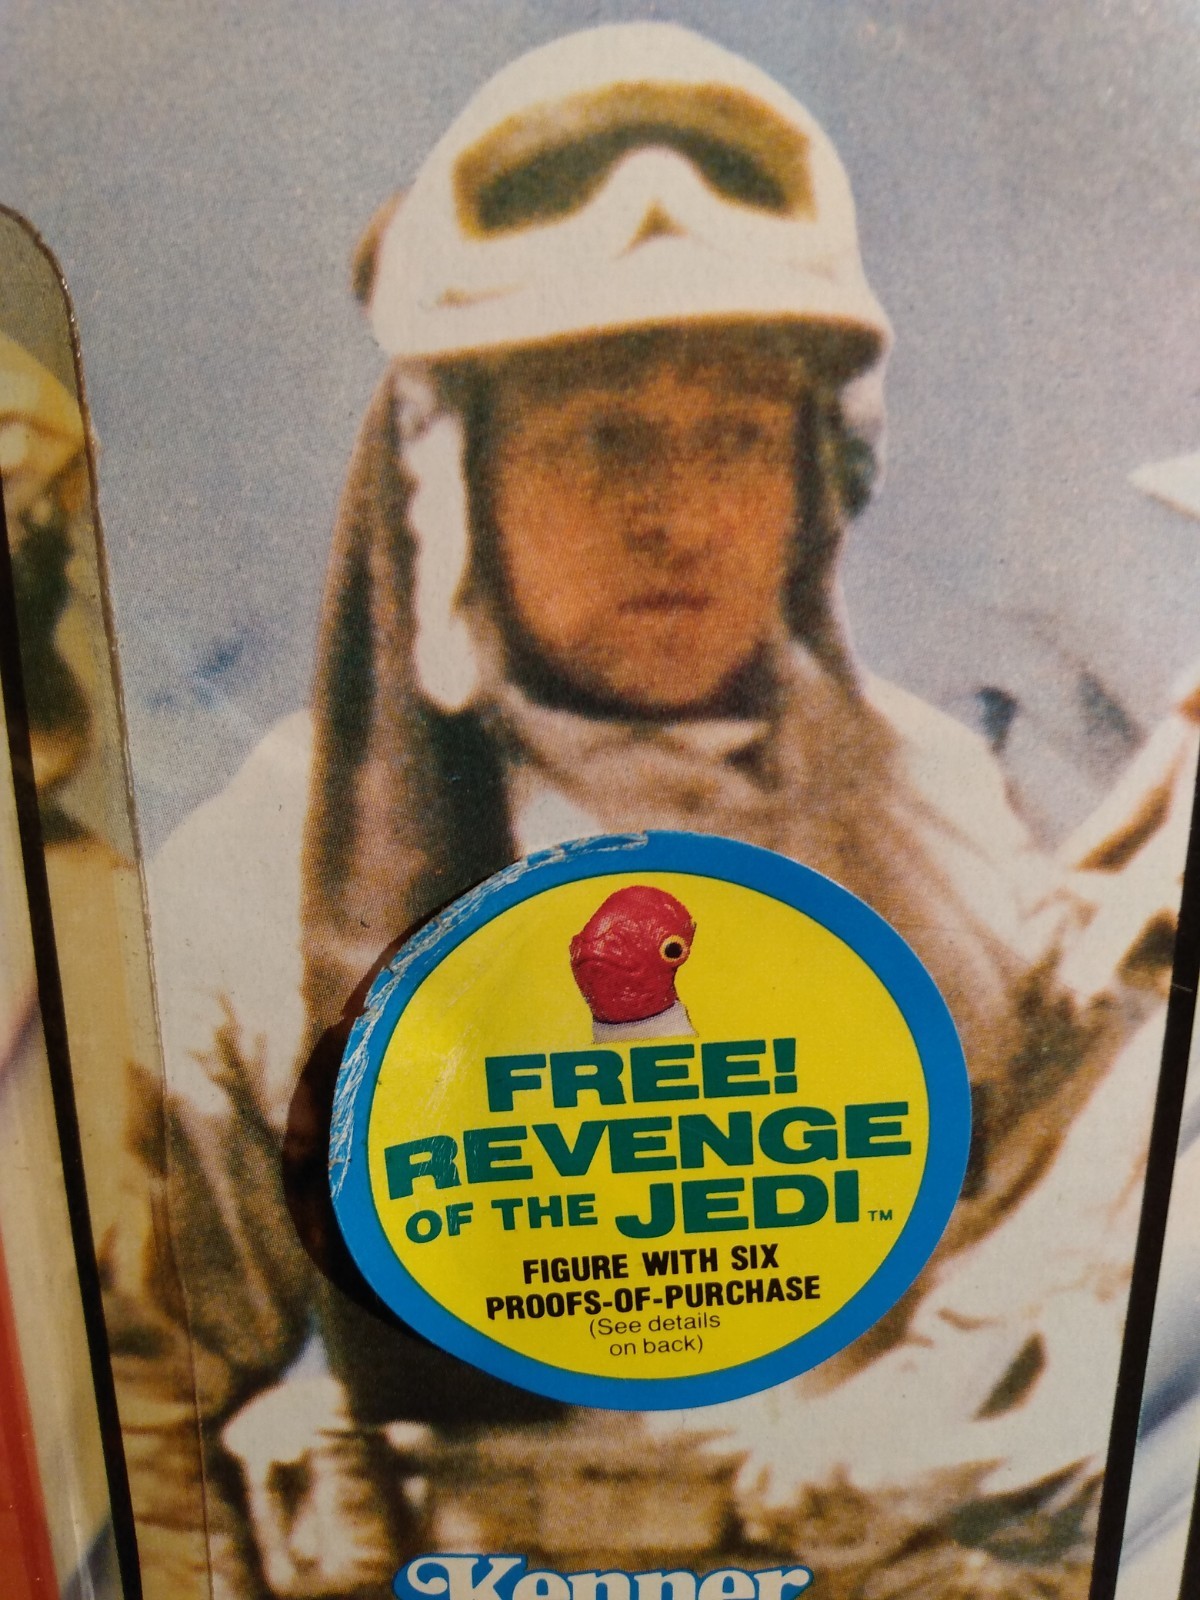 FREE!
REVENGE
OF THE JEDI™
FIGURE WITH SIX
PROOFS-OF-PURCHASE
(See details
on back)
Kenner